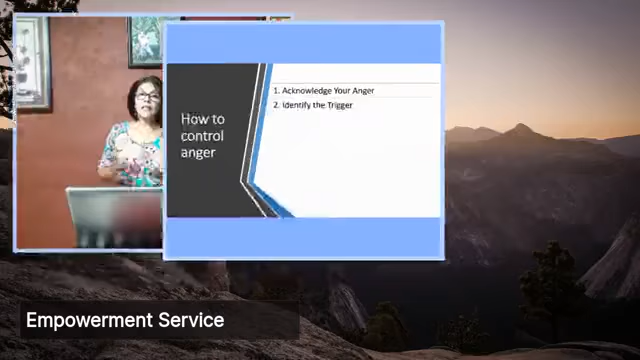 How to
control
anger
1. Acknowledge Your Anger
2. Identify the Trigger
Empowerment Service